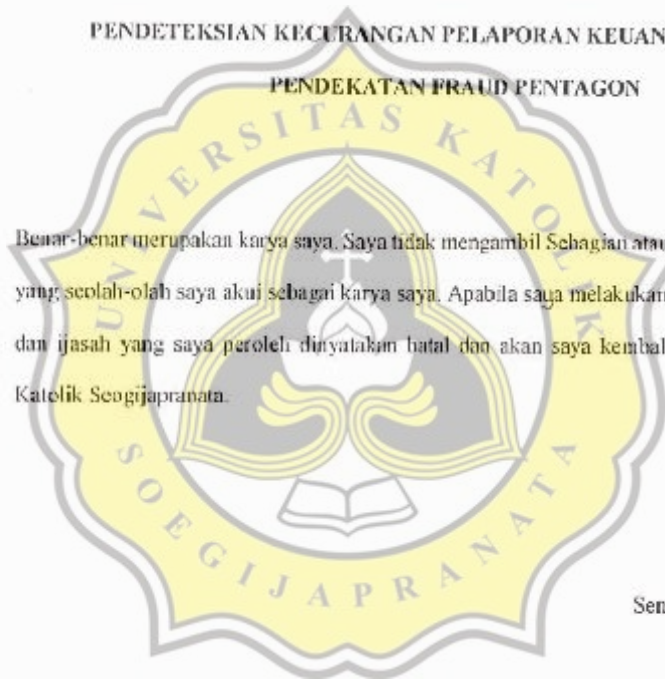 PENDETEKSIAN KECURANGAN PELAPORAN KEUAN
PENDEKATAN FRAUD PENTAGON
UNIVERSITAS KATOLIK
Benar-benar merupakan karya saya. Saya tidak mengambil Sebagian atau
yang seolah-olah saya akui sebagai karya saya. Apabila saya melakukan
dan ijasah yang saya peroleh dinyatakan batal dan akan saya kembal
Katolik Seogijapranata.
SOEGIJAPRANATA
Sem